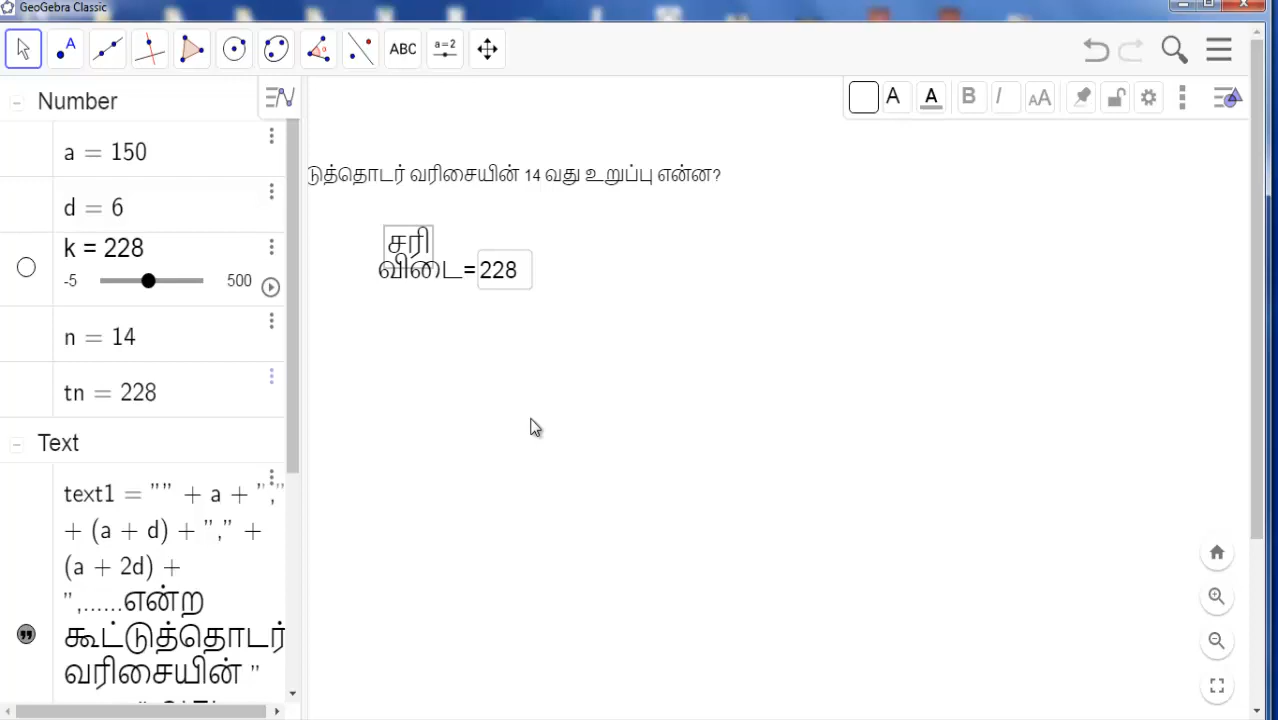 GeoGebra Classic
ABC
a=2
Number
A A B I AA
a = 150
டுத்தொடர் வரிசையின் 14 வது உறுப்பு என்ன?
d = 6
k = 228
-5 500
சரி
விடை=228
n = 14
tn = 228
Text
text1 = "" + a + ","
+ (a + d) + "," +
(a + 2d) +
",......என்ற
கூட்டுத்தொடர்
வரிசையின் "